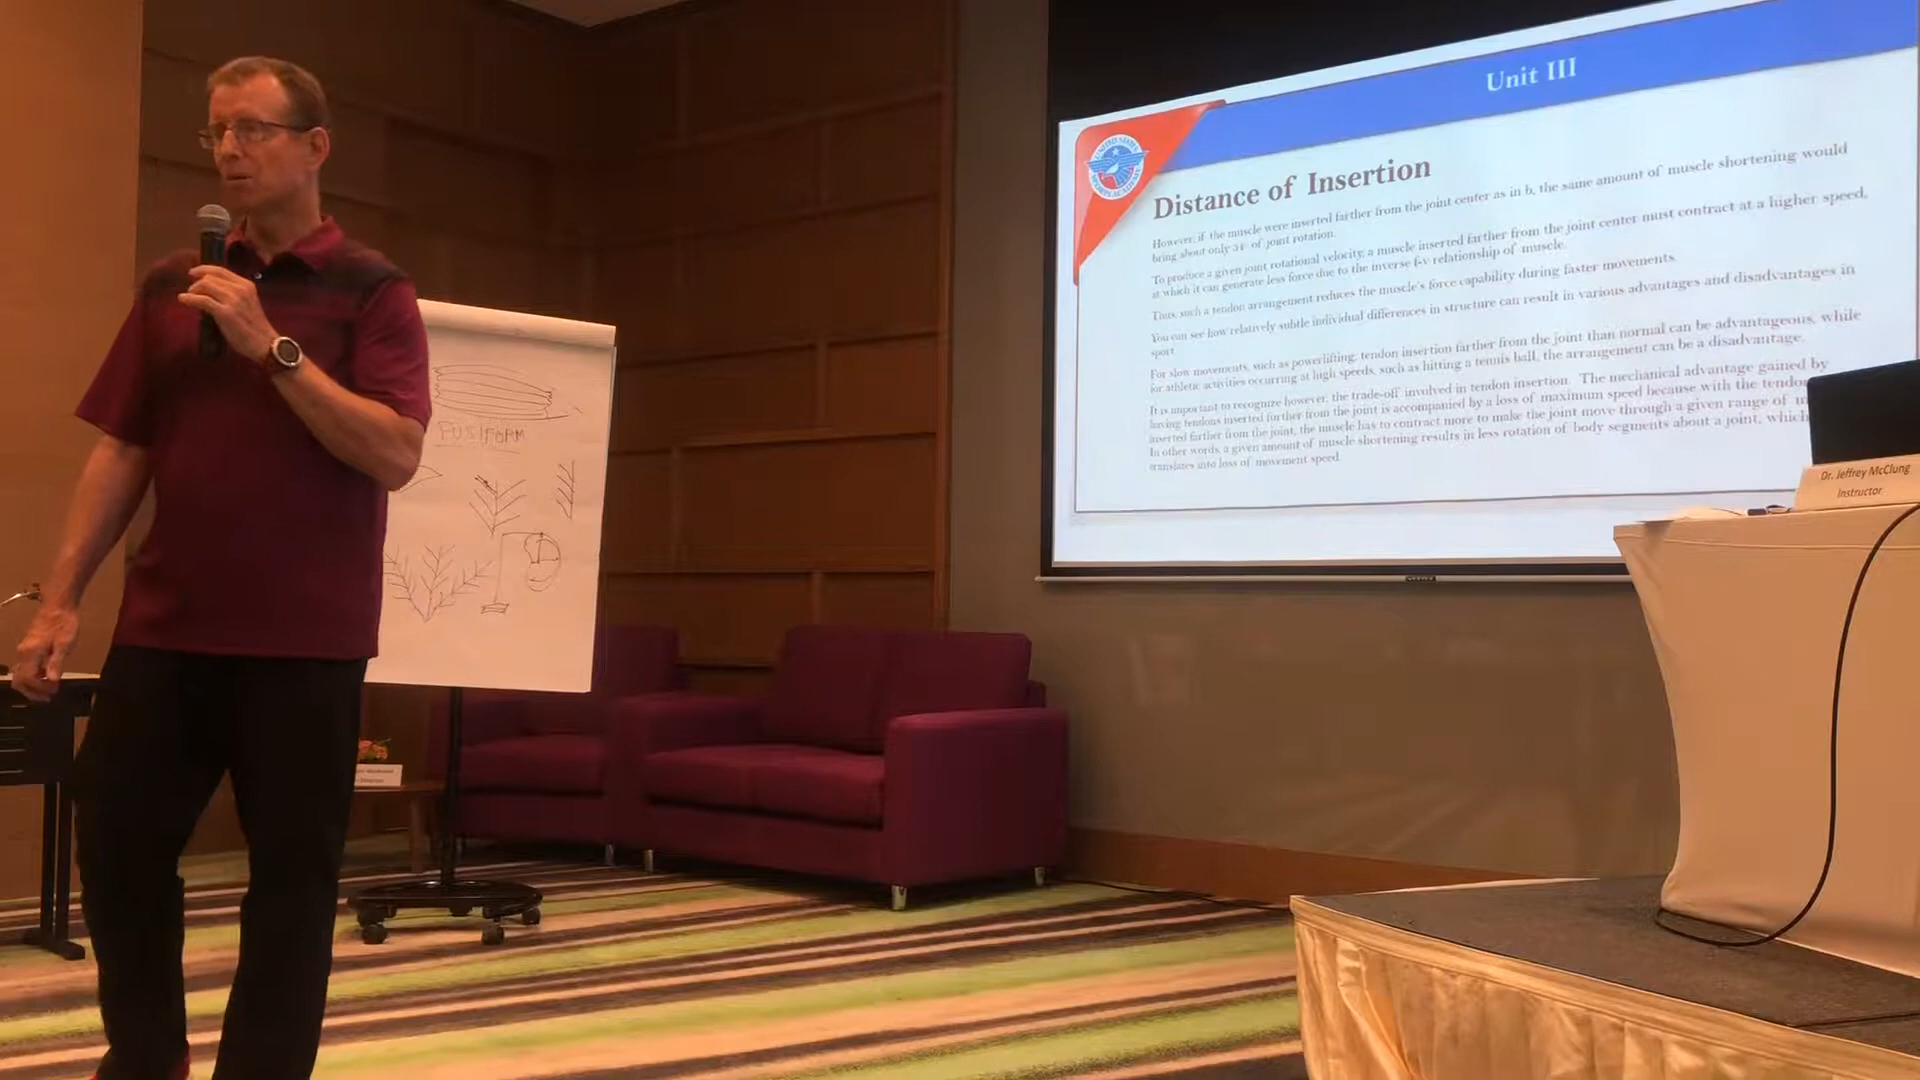 Unit III
UNITED STATES
SPORTS ACADEMY
Distance of Insertion
However, if the muscle were inserted farther from the joint center as in b, the same amount of muscle shortening would
bring about only of joint rotation.
To produce a given joint rotational velocity, a muscle inserted farther from the joint center must contract at a higher speed,
at which it can generate less force due to the inverse f-v relationship of muscle.
Thus, such a tendon arrangement reduces the muscle's force capability during faster movements.
You can see how relatively subtle individual differences in structure can result in various advantages and disadvantages in
sport.
For slow movements, such as powerlifting, tendon insertion farther from the joint than normal can be advantageous, while
for athletic activities occurring at high speeds, such as hitting a tennis ball, the arrangement can be a disadvantage.
It is important to recognize however, the trade-off involved in tendon insertion. The mechanical advantage gained by
having tendons inserted further from the joint is accompanied by a loss of maximum speed because with the tendo
inserted farther from the joint, the muscle has to contract more to make the joint move through a given range of
In other words, a given amount of muscle shortening results in less rotation of body segments about a joint, which
translates into loss of movement speed.
FUSIFORM
Dr. Jeffrey McClung
Instructor